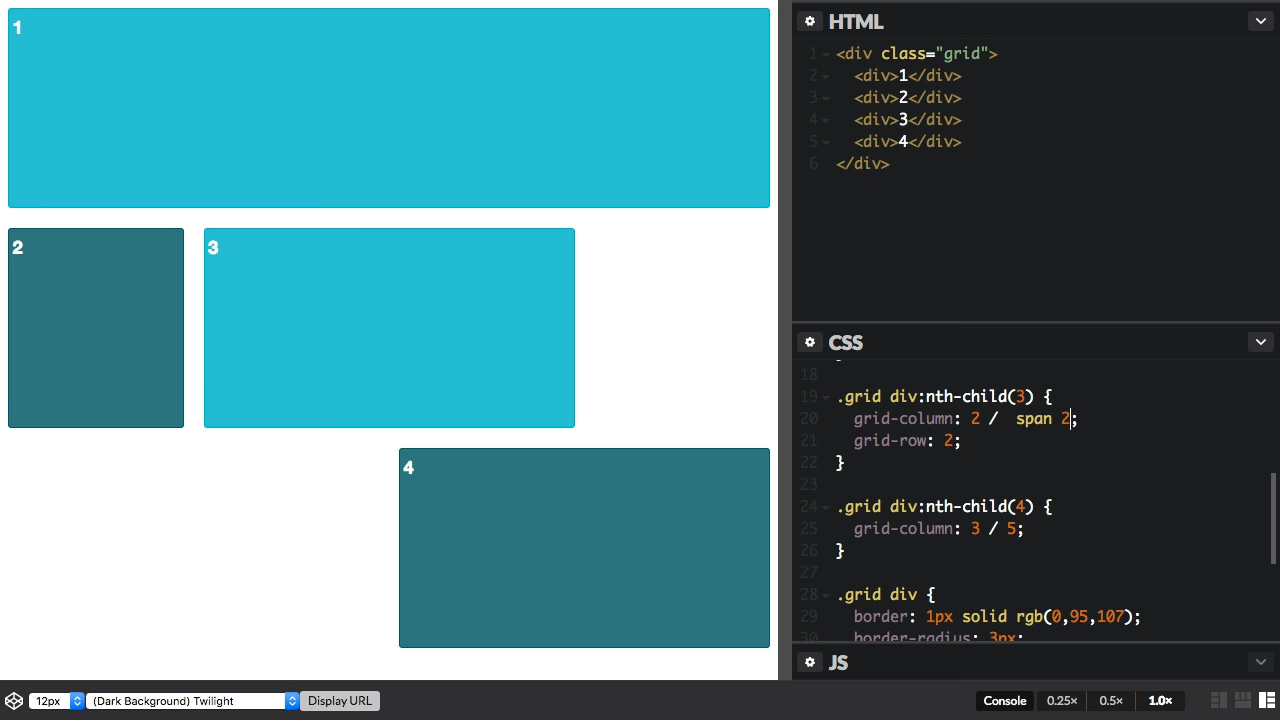 1
2
3
4
HTML
1 <div class="grid">
2 <div>1</div>
3 <div>2</div>
4 <div>3</div>
5 <div>4</div>
6 </div>
CSS
18
19 .grid div:nth-child(3) {
20 grid-column: 2 /  span 2;
21 grid-row: 2;
22 }
23
24 .grid div:nth-child(4) {
25 grid-column: 3 / 5;
26 }
27
28 .grid div {
29 border: 1px solid rgb(0,95,107);
30 border-radius: 3px;
JS
12px (Dark Background) Twilight Display URL Console 0.25× 0.5× 1.0×